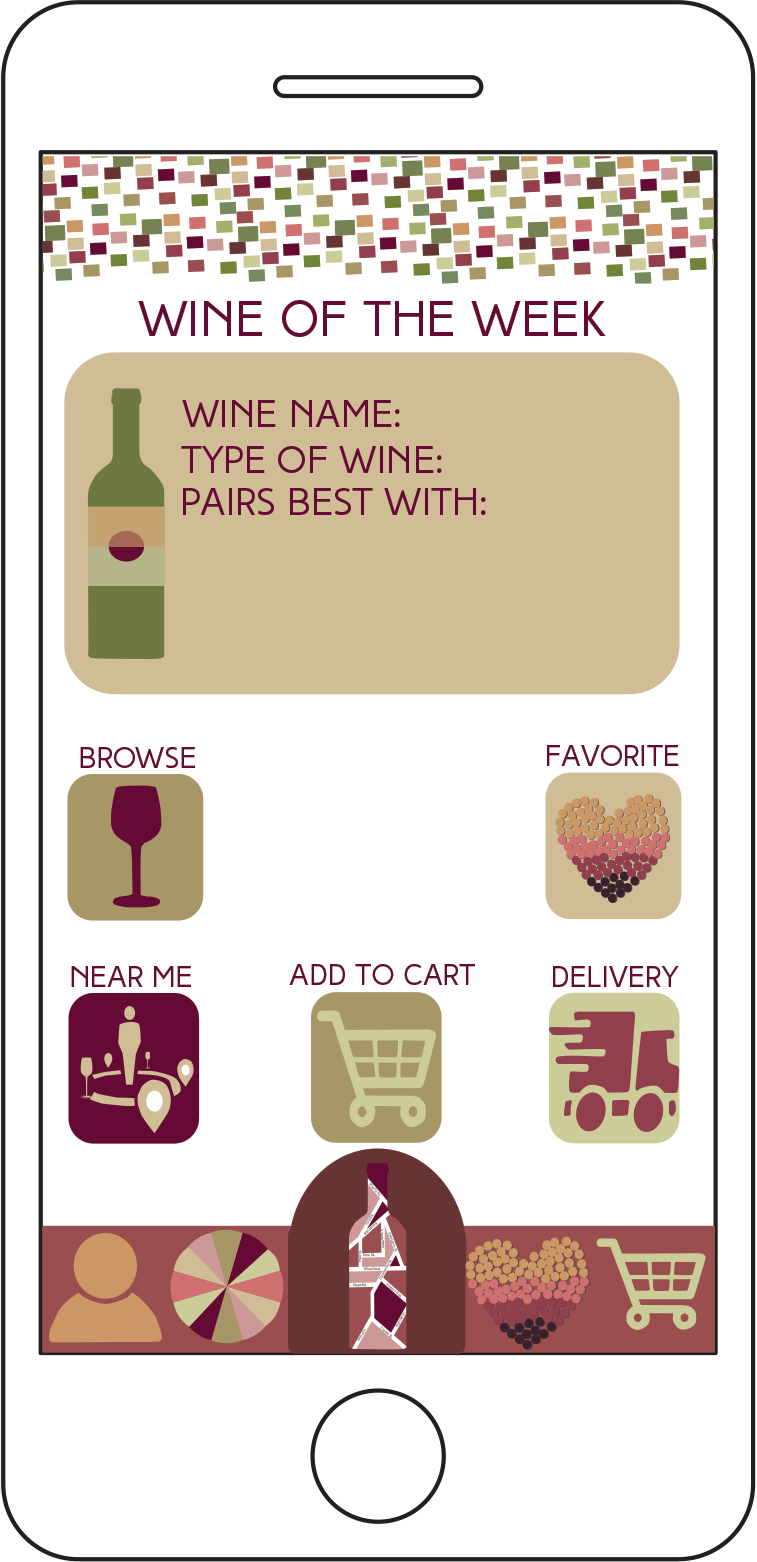 WINE OF THE WEEK
WINE NAME:
TYPE OF WINE:
PAIRS BEST WITH:
BROWSE
FAVORITE
NEAR ME
ADD TO CART
DELIVERY